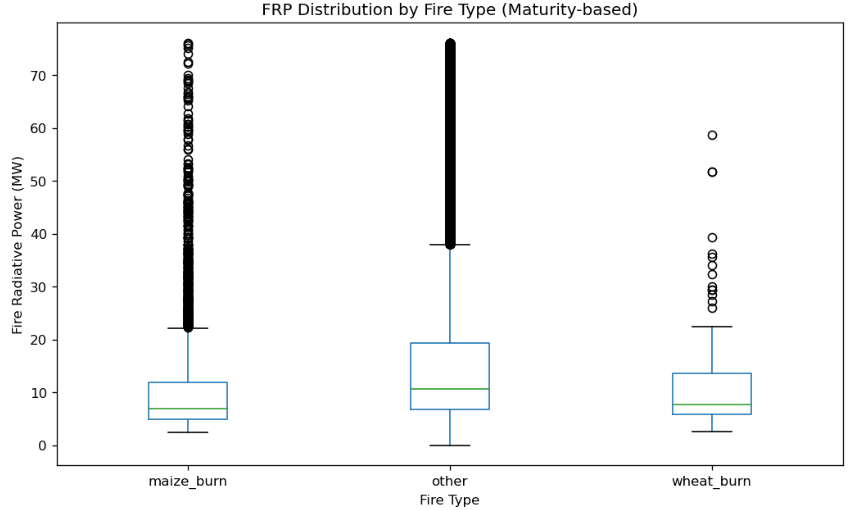 FRP Distribution by Fire Type (Maturity-based)
Fire Radiative Power (MW)
70
60
50
40
30
20
10
0
maize_burn other wheat_burn
Fire Type